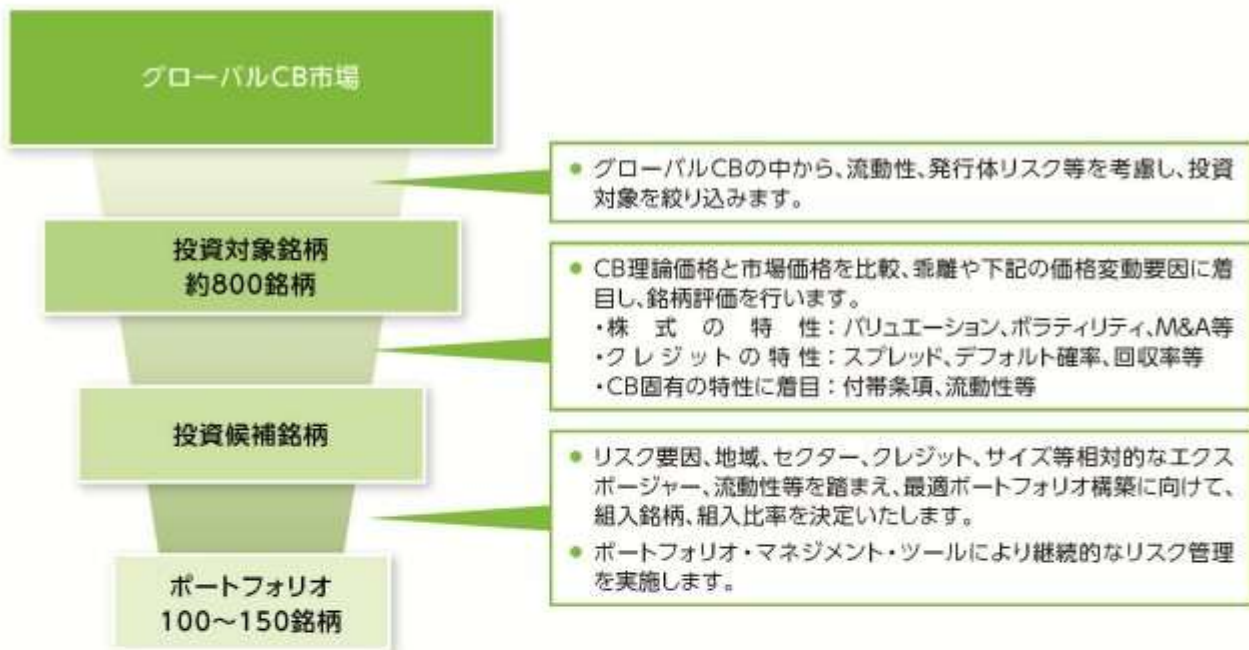 グローバルCB市場
● グローバルCBの中から、流動性、発行体リスク等を考慮し、投資
対象を絞り込みます。
投資対象銘柄
約800銘柄
● CB理論価格と市場価格を比較、乖離や下記の価格変動要因に着
目し、銘柄評価を行います。
・株式の特性：バリュエーション、ボラティリティ、M&A等
・クレジットの特性：スプレッド、デフォルト確率、回収率等
・CB固有の特性に着目：付帯条項、流動性等
投資候補銘柄
● リスク要因、地域、セクター、クレジット、サイズ等相対的なエクス
ポージャー、流動性等を踏まえ、最適ポートフォリオ構築に向けて、
組入銘柄、組入比率を決定いたします。
● ポートフォリオ・マネジメント・ツールにより継続的なリスク管理
を実施します。
ポートフォリオ
100～150銘柄